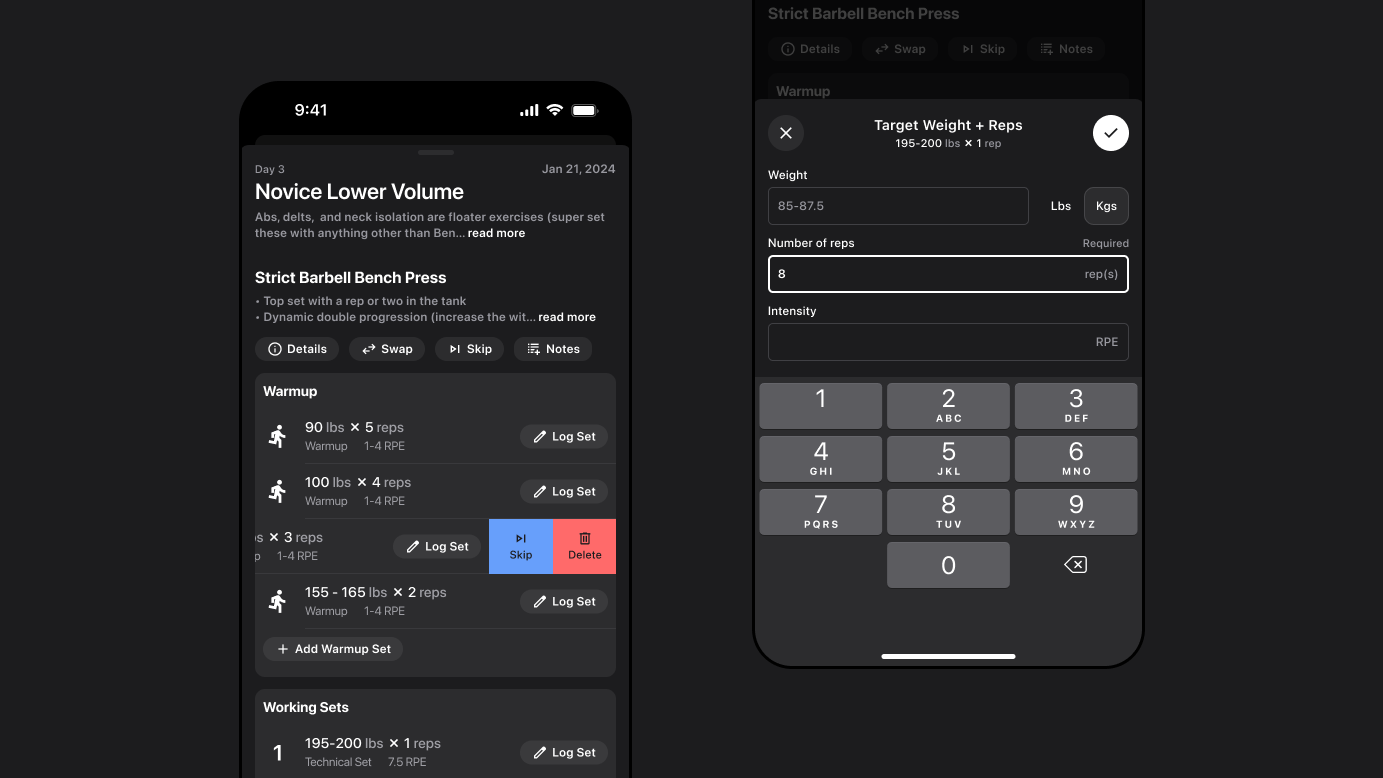 9:41
Day 3
Jan 21, 2024
Novice Lower Volume
Abs, delts, and neck isolation are floater exercises (super set
these with anything other than Ben... read more
Strict Barbell Bench Press
• Top set with a rep or two in the tank
• Dynamic double progression (increase the wit... read more
Details
Swap
Skip
Notes
Warmup
90 lbs × 5 reps
Warmup 1-4 RPE
Log Set
100 lbs × 4 reps
Warmup 1-4 RPE
Log Set
s × 3 reps
p 1-4 RPE
Log Set
Skip
Delete
155 - 165 lbs × 2 reps
Warmup 1-4 RPE
Log Set
+ Add Warmup Set
Working Sets
1
195-200 lbs × 1 reps
Technical Set 7.5 RPE
Log Set
Strict Barbell Bench Press
Details
Swap
Skip
Notes
Warmup
Target Weight + Reps
195-200 lbs × 1 rep
Weight
85-87.5
Lbs
Kgs
Number of reps
Required
8
rep(s)
Intensity
RPE
1
2
ABC
3
DEF
4
GHI
5
JKL
6
MNO
7
PQRS
8
TUV
9
WXYZ
0